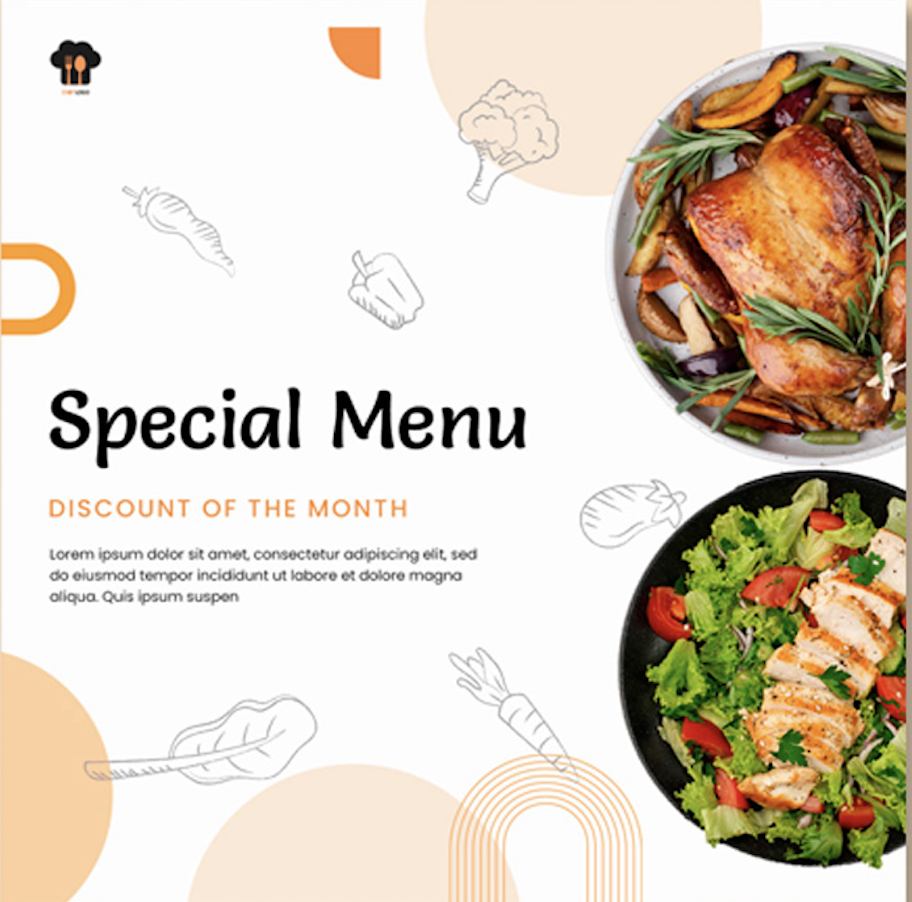 Special Menu
DISCOUNT OF THE MONTH
Lorem ipsum dolor sit amet, consectetur adipiscing elit, sed
do eiusmod tempor incididunt ut labore et dolore magna
aliqua. Quis ipsum suspen